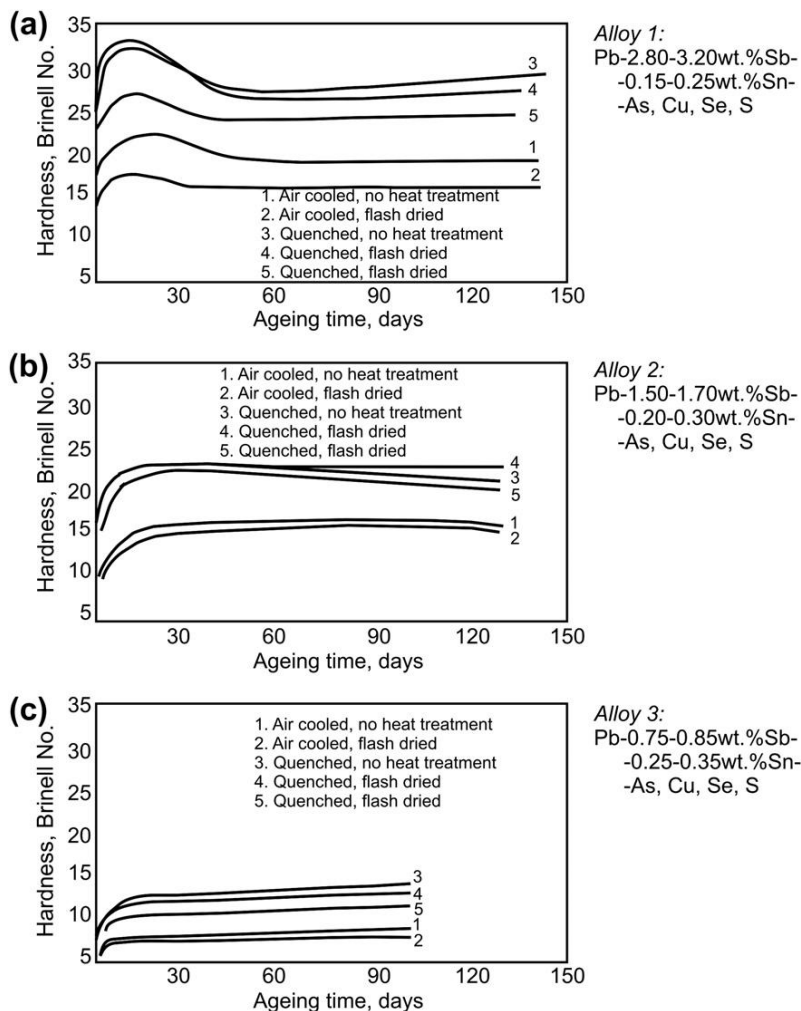 (a)
Hardness, Brinell No.
35
30
25
20
15
10
5
3
4
5
1
2
1. Air cooled, no heat treatment
2. Air cooled, flash dried
3. Quenched, no heat treatment
4. Quenched, flash dried
5. Quenched, flash dried
30
60
90
120
150
Ageing time, days
Alloy 1:
Pb-2.80-3.20wt.%Sb-
-0.15-0.25wt.%Sn-
-As, Cu, Se, S
(b)
Hardness, Brinell No.
35
30
25
20
15
10
5
1. Air cooled, no heat treatment
2. Air cooled, flash dried
3. Quenched, no heat treatment
4. Quenched, flash dried
5. Quenched, flash dried
4
3
5
1
2
30
60
90
120
150
Ageing time, days
Alloy 2:
Pb-1.50-1.70wt.%Sb-
-0.20-0.30wt.%Sn-
-As, Cu, Se, S
(c)
Hardness, Brinell No.
35
30
25
20
15
10
5
1. Air cooled, no heat treatment
2. Air cooled, flash dried
3. Quenched, no heat treatment
4. Quenched, flash dried
5. Quenched, flash dried
3
4
5
1
2
30
60
90
120
150
Ageing time, days
Alloy 3:
Pb-0.75-0.85wt.%Sb-
-0.25-0.35wt.%Sn-
-As, Cu, Se, S